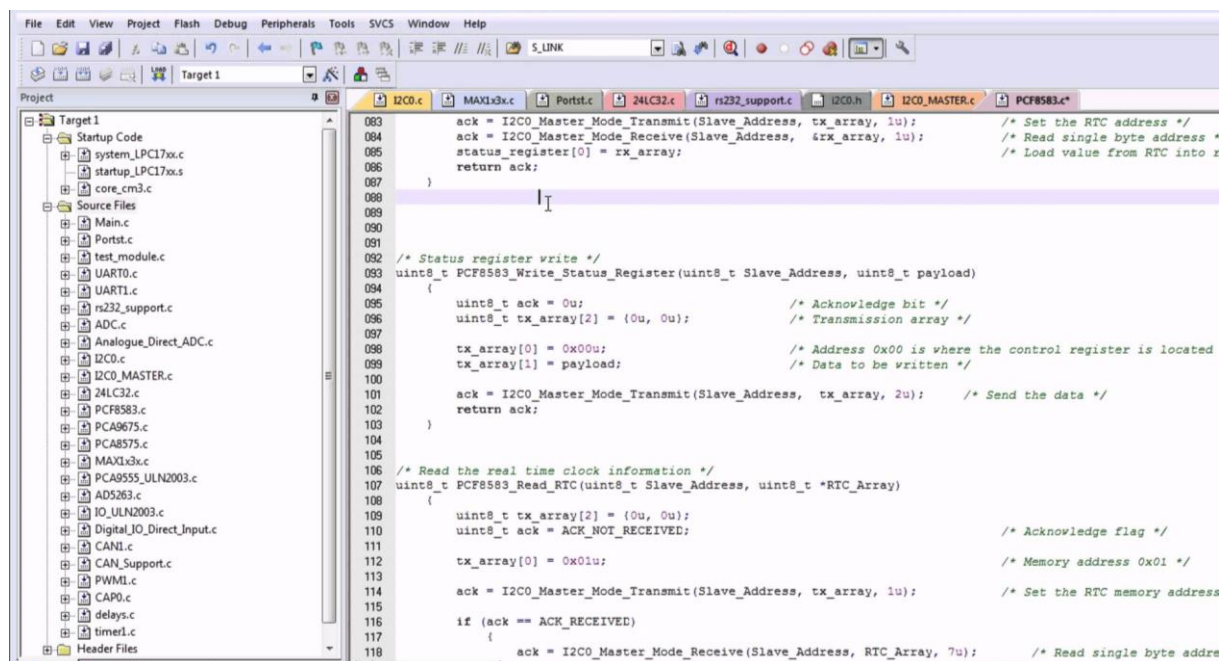 File Edit View Project Flash Debug Peripherals Tools SVCS Window Help
S_LINK
Target 1
Project
Target 1
Startup Code
system_LPC17xx.c
startup_LPC17xx.s
core_cm3.c
Source Files
Main.c
Portst.c
test_module.c
UART0.c
UART1.c
rs232_support.c
ADC.c
Analogue_Direct_ADC.c
I2C0.c
I2C0_MASTER.c
24LC32.c
PCF8583.c
PCA9675.c
PCA8575.c
MAX1x3x.c
PCA9555_ULN2003.c
AD5263.c
IO_ULN2003.c
Digital_IO_Direct_Input.c
CAN1.c
CAN_Support.c
PWM1.c
CAP0.c
delays.c
timer1.c
Header Files
I2C0.c MAX1x3x.c Portst.c 24LC32.c rs232_support.c I2C0.h I2C0_MASTER.c PCF8583.c*
083 ack = I2C0_Master_Mode_Transmit(Slave_Address, tx_array, 1u); /* Set the RTC address */
084 ack = I2C0_Master_Mode_Receive(Slave_Address, &rx_array, 1u); /* Read single byte address *
085 status_register[0] = rx_array; /* Load value from RTC into r
086 return ack;
087 }
088
089
090
091
092 /* Status register write */
093 uint8_t PCF8583_Write_Status_Register(uint8_t Slave_Address, uint8_t payload)
094 {
095 uint8_t ack = 0u; /* Acknowledge bit */
096 uint8_t tx_array[2] = {0u, 0u}; /* Transmission array */
097
098 tx_array[0] = 0x00u; /* Address 0x00 is where the control register is located
099 tx_array[1] = payload; /* Data to be written */
100
101 ack = I2C0_Master_Mode_Transmit(Slave_Address, tx_array, 2u); /* Send the data */
102 return ack;
103 }
104
105
106 /* Read the real time clock information */
107 uint8_t PCF8583_Read_RTC(uint8_t Slave_Address, uint8_t *RTC_Array)
108 {
109 uint8_t tx_array[2] = {0u, 0u};
110 uint8_t ack = ACK_NOT_RECEIVED; /* Acknowledge flag */
111
112 tx_array[0] = 0x01u; /* Memory address 0x01 */
113
114 ack = I2C0_Master_Mode_Transmit(Slave_Address, tx_array, 1u); /* Set the RTC memory address
115
116 if (ack == ACK_RECEIVED)
117 {
118 ack = I2C0_Master_Mode_Receive(Slave_Address, RTC_Array, 7u); /* Read single byte addre